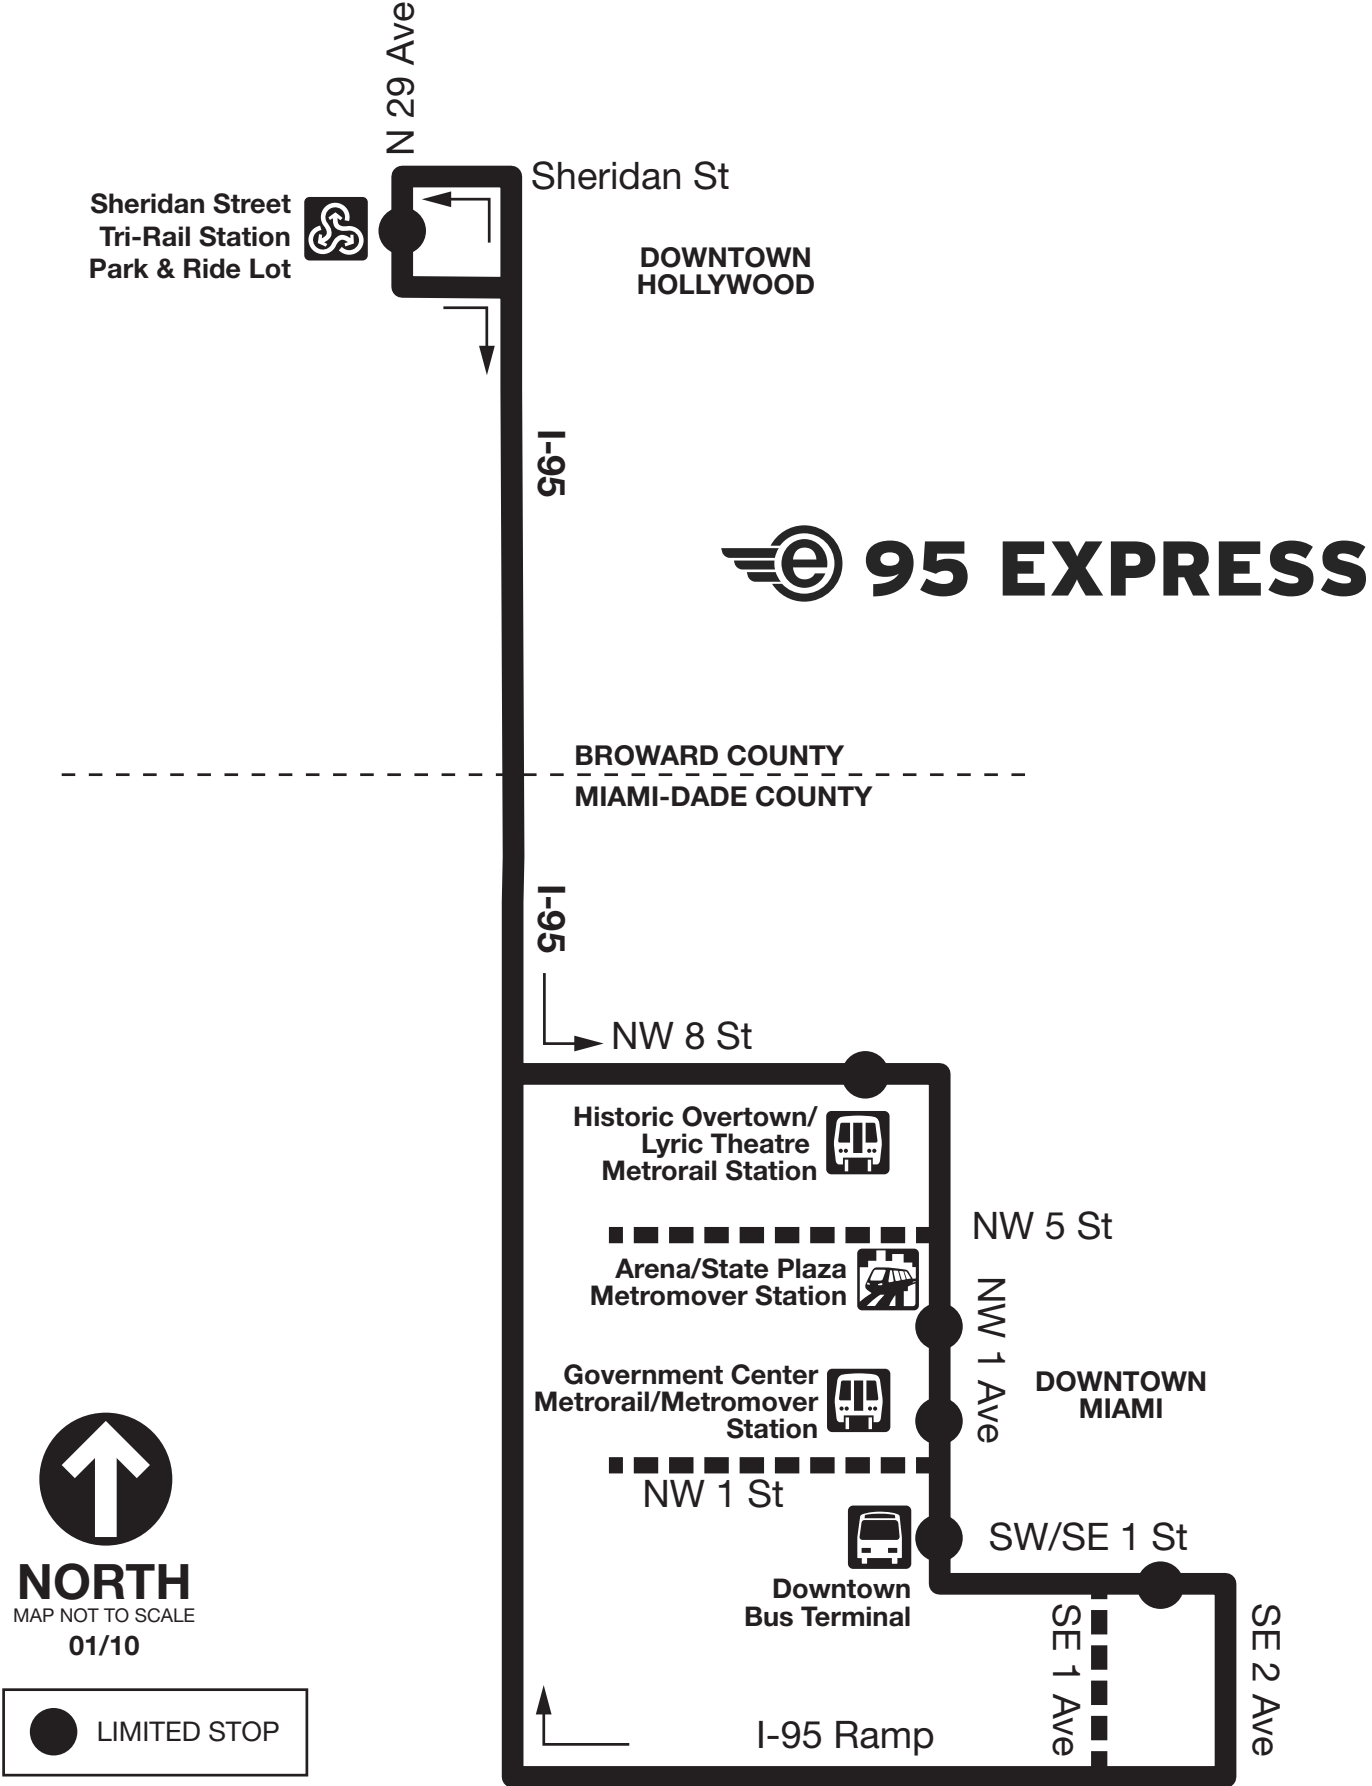 N 29 Ave
Sheridan St
Sheridan Street
Tri-Rail Station
Park & Ride Lot
DOWNTOWN
HOLLYWOOD
I-95
e 95 EXPRESS
BROWARD COUNTY
MIAMI-DADE COUNTY
I-95
NW 8 St
Historic Overtown/
Lyric Theatre
Metrorail Station
NW 5 St
Arena/State Plaza
Metromover Station
NW 1 Ave
Government Center
Metrorail/Metromover
Station
DOWNTOWN
MIAMI
NW 1 St
SW/SE 1 St
Downtown
Bus Terminal
SE 1 Ave
SE 2 Ave
I-95 Ramp
NORTH
MAP NOT TO SCALE
01/10
LIMITED STOP